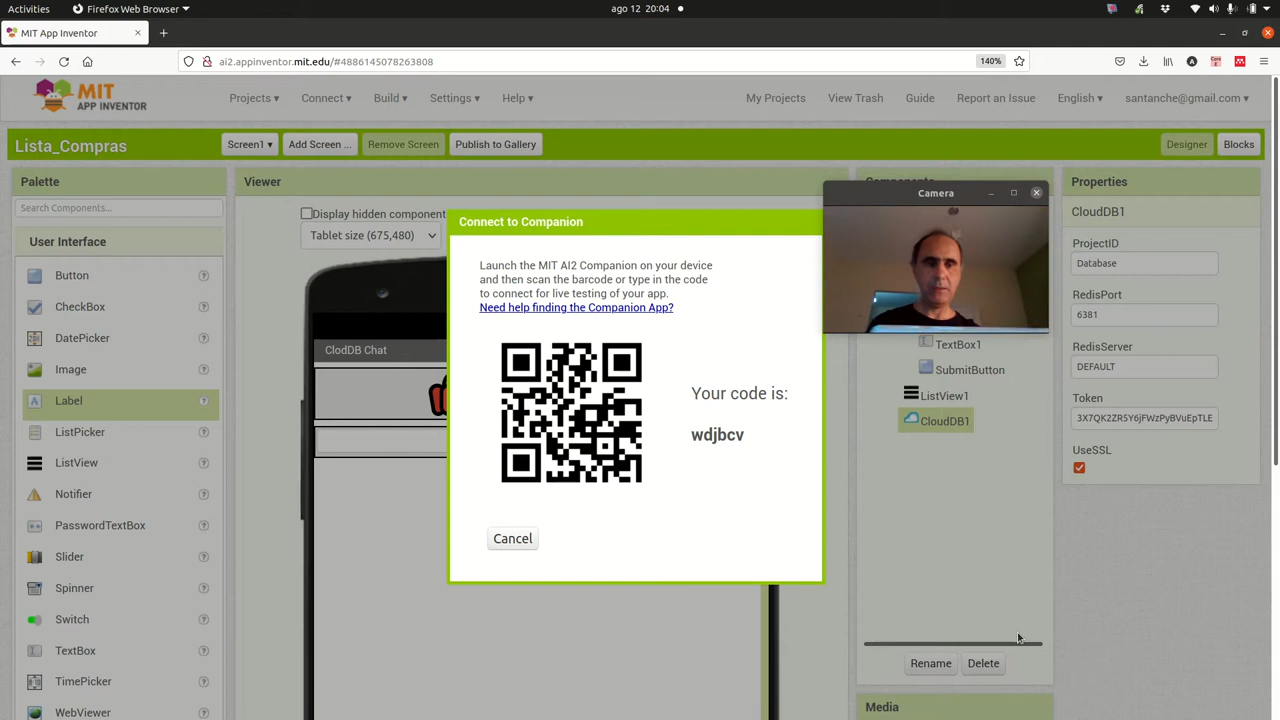 Activities
Firefox Web Browser
ago 12 20:04
MIT App Inventor
ai2.appinventor.mit.edu/#4886145078263808
140%
MIT
APP INVENTOR
Projects
Connect
Build
Settings
Help
My Projects
View Trash
Guide
Report an Issue
English
santanche@gmail.com
Lista_Compras
Screen1
Add Screen ...
Remove Screen
Publish to Gallery
Designer
Blocks
Palette
Search Components...
User Interface
Button
CheckBox
DatePicker
Image
Label
ListPicker
ListView
Notifier
PasswordTextBox
Slider
Spinner
Switch
TextBox
TimePicker
WebViewer
Viewer
Display hidden component
Tablet size (675,480)
ClodDB Chat
Connect to Companion
Launch the MIT AI2 Companion on your device
and then scan the barcode or type in the code
to connect for live testing of your app.
Need help finding the Companion App?
Your code is:
wdjbcv
Cancel
Camera
TextBox1
SubmitButton
ListView1
CloudDB1
Rename
Delete
Media
Properties
CloudDB1
ProjectID
Database
RedisPort
6381
RedisServer
DEFAULT
Token
3X7QK2ZR5Y6jFWzPyBVuEpTLE
UseSSL